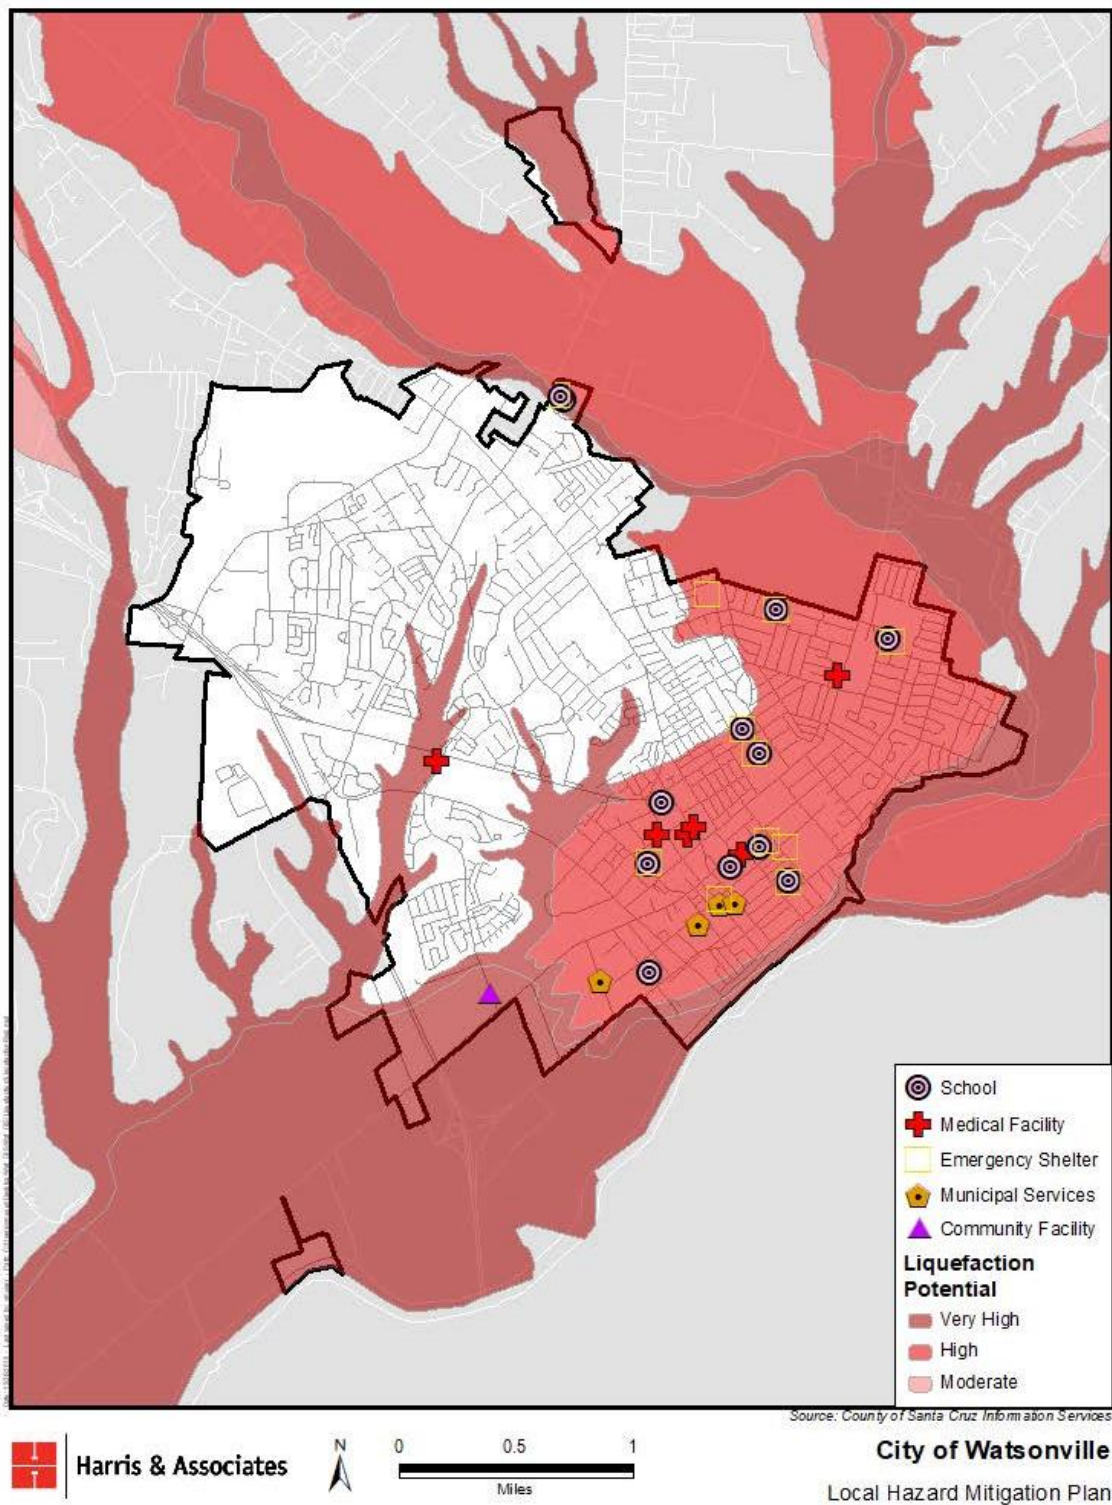 School
Medical Facility
Emergency Shelter
Municipal Services
Community Facility
Liquefaction
Potential
Very High
High
Moderate
Source: County of Santa Cruz Information Services
Harris & Associates
N
0 0.5 1
Miles
City of Watsonville
Local Hazard Mitigation Plan